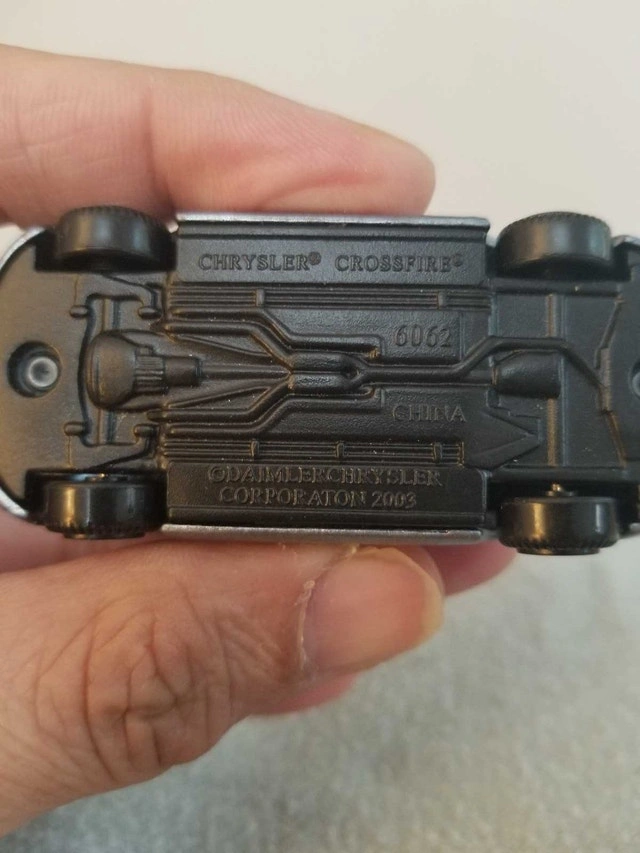 CHRYSLER® CROSSFIRE®
6062
CHINA
©DAIMLERCHRYSLER
CORPORATON 2003